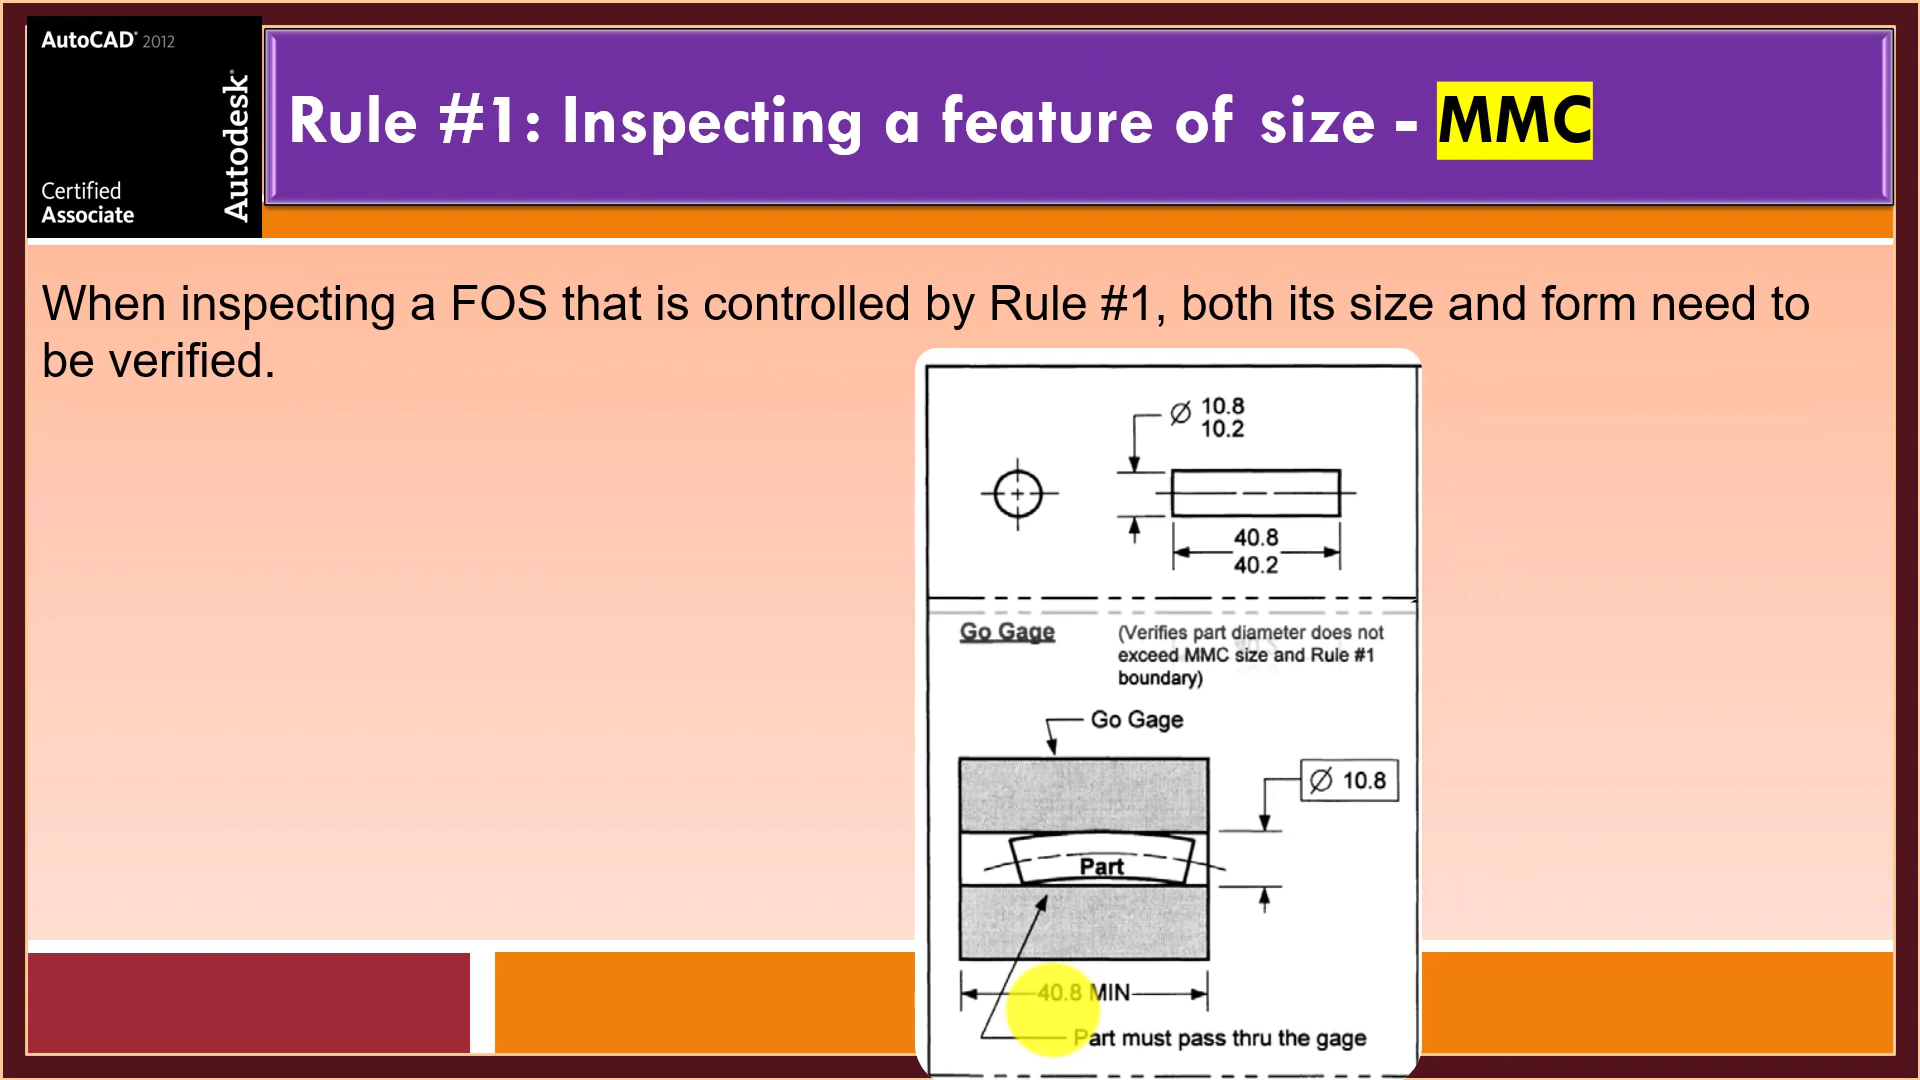 AutoCAD® 2012
Autodesk®
Certified
Associate
Rule #1: Inspecting a feature of size - MMC
When inspecting a FOS that is controlled by Rule #1, both its size and form need to
be verified.
Ø 10.8
10.2
40.8
40.2
Go Gage
(Verifies part diameter does not
exceed MMC size and Rule #1
boundary)
Go Gage
Ø 10.8
Part
40.8 MIN
Part must pass thru the gage